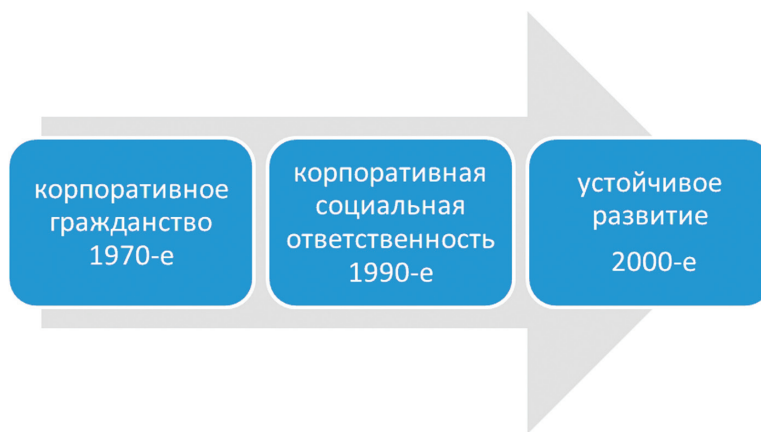 корпоративное
гражданство
1970-е
корпоративная
социальная
ответственность
1990-е
устойчивое
развитие
2000-е